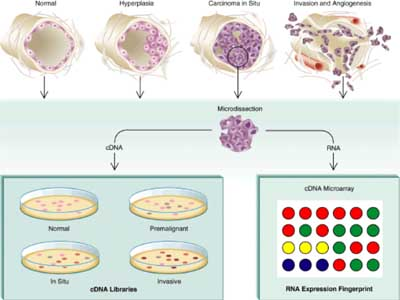 Normal
Hyperplasia
Carcinoma in Situ
Invasion and Angiogenesis
Microdissection
cDNA
RNA
Normal
Premalignant
In Situ
Invasive
cDNA Libraries
cDNA Microarray
RNA Expression Fingerprint